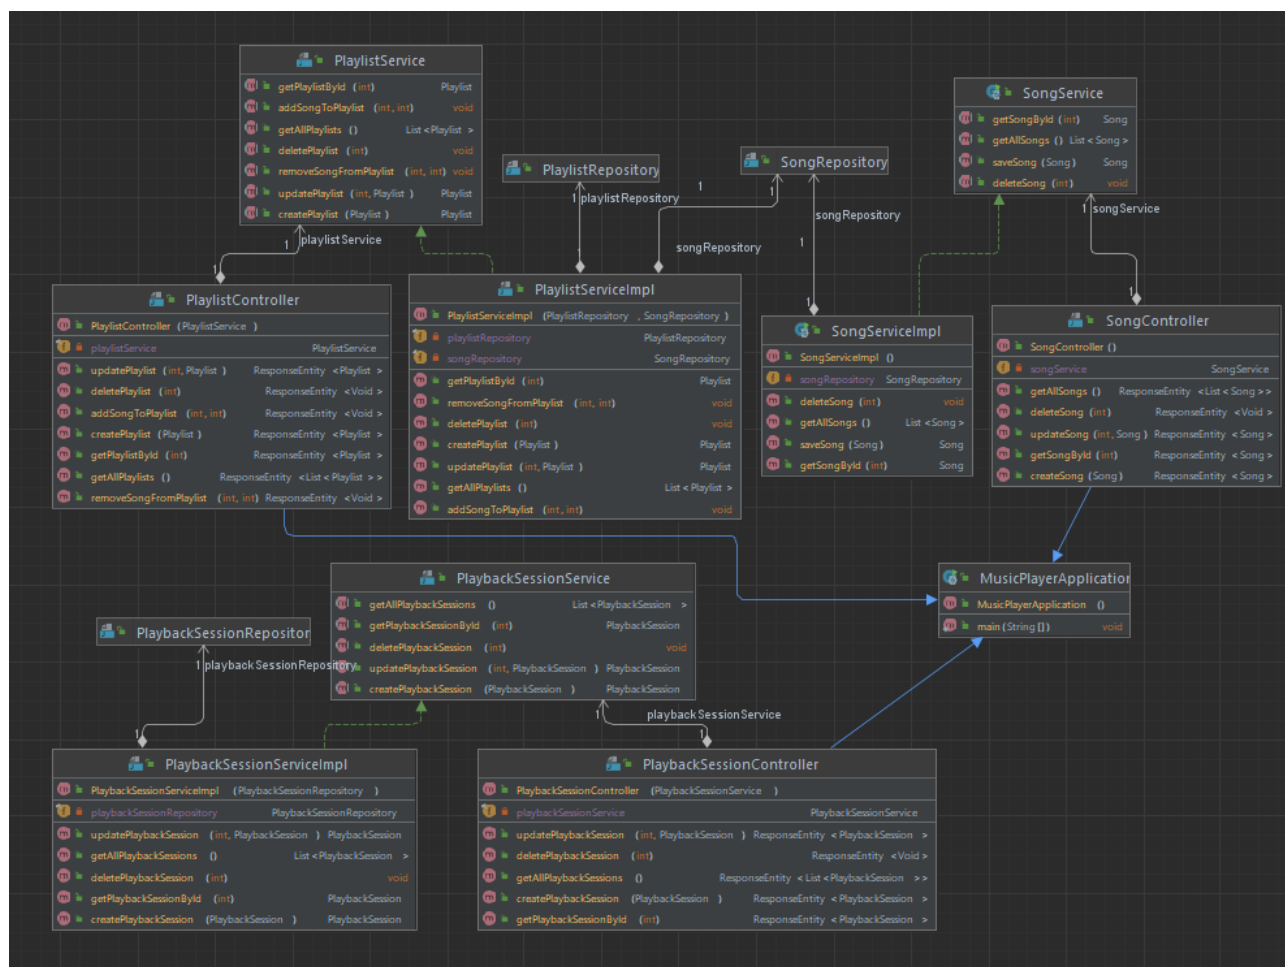 PlaylistService
getPlaylistById (int) Playlist
addSongToPlaylist (int, int) void
getAllPlaylists () List <Playlist >
deletePlaylist (int) void
removeSongFromPlaylist (int, int) void
updatePlaylist (int, Playlist ) Playlist
createPlaylist (Playlist ) Playlist
SongService
getSongById (int) Song
getAllSongs () List <Song >
saveSong (Song) Song
deleteSong (int) void
PlaylistRepository
SongRepository
1 playlistRepository
1
1
songRepository
1
songRepository
1
1 songService
1
1 playlistService
1
1
PlaylistController
PlaylistController (PlaylistService )
playlistService PlaylistService
updatePlaylist (int, Playlist ) ResponseEntity <Playlist >
deletePlaylist (int) ResponseEntity <Void >
addSongToPlaylist (int, int) ResponseEntity <Void >
createPlaylist (Playlist ) ResponseEntity <Playlist >
getPlaylistById (int) ResponseEntity <Playlist >
getAllPlaylists () ResponseEntity <List <Playlist > >
removeSongFromPlaylist (int, int) ResponseEntity <Void >
PlaylistServiceImpl
PlaylistServiceImpl (PlaylistRepository , SongRepository )
playlistRepository PlaylistRepository
songRepository SongRepository
getPlaylistById (int) Playlist
removeSongFromPlaylist (int, int) void
deletePlaylist (int) void
createPlaylist (Playlist ) Playlist
updatePlaylist (int, Playlist ) Playlist
getAllPlaylists () List <Playlist >
addSongToPlaylist (int, int) void
SongServiceImpl
SongServiceImpl ()
songRepository SongRepository
deleteSong (int) void
getAllSongs () List <Song >
saveSong (Song) Song
getSongById (int) Song
SongController
SongController ()
songService SongService
getAllSongs () ResponseEntity <List <Song >>
deleteSong (int) ResponseEntity <Void >
updateSong (int, Song ) ResponseEntity <Song >
getSongById (int) ResponseEntity <Song >
createSong (Song ) ResponseEntity <Song >
PlaybackSessionService
getAllPlaybackSessions () List <PlaybackSession >
getPlaybackSessionById (int) PlaybackSession
deletePlaybackSession (int) void
updatePlaybackSession (int, PlaybackSession ) PlaybackSession
createPlaybackSession (PlaybackSession ) PlaybackSession
MusicPlayerApplication
MusicPlayerApplication ()
main (String []) void
PlaybackSessionRepositor
1 playbackSessionRepository
1
1
playbackSessionService
1
PlaybackSessionServiceImpl
PlaybackSessionServiceImpl (PlaybackSessionRepository )
playbackSessionRepository PlaybackSessionRepository
updatePlaybackSession (int, PlaybackSession ) PlaybackSession
getAllPlaybackSessions () List <PlaybackSession >
deletePlaybackSession (int) void
getPlaybackSessionById (int) PlaybackSession
createPlaybackSession (PlaybackSession ) PlaybackSession
PlaybackSessionController
PlaybackSessionController (PlaybackSessionService )
playbackSessionService PlaybackSessionService
updatePlaybackSession (int, PlaybackSession ) ResponseEntity <PlaybackSession >
deletePlaybackSession (int) ResponseEntity <Void >
getAllPlaybackSessions () ResponseEntity <List <PlaybackSession >>
createPlaybackSession (PlaybackSession ) ResponseEntity <PlaybackSession >
getPlaybackSessionById (int) ResponseEntity <PlaybackSession >